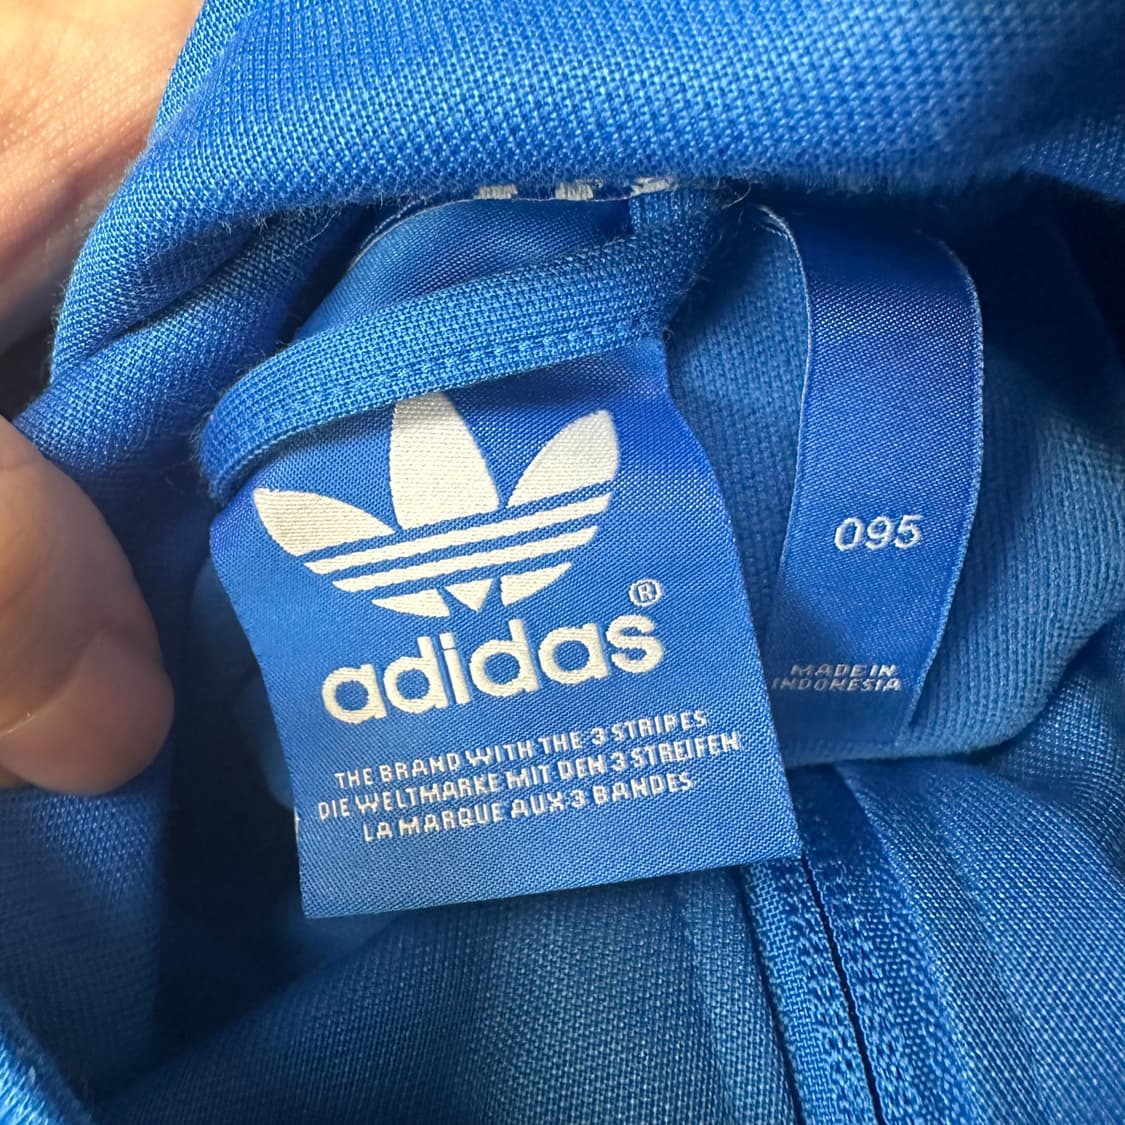 adidas®
THE BRAND WITH THE 3 STRIPES
DIE WELTMARKE MIT DEN 3 STREIFEN
LA MARQUE AUX 3 BANDES
095
MADE IN
INDONESIA